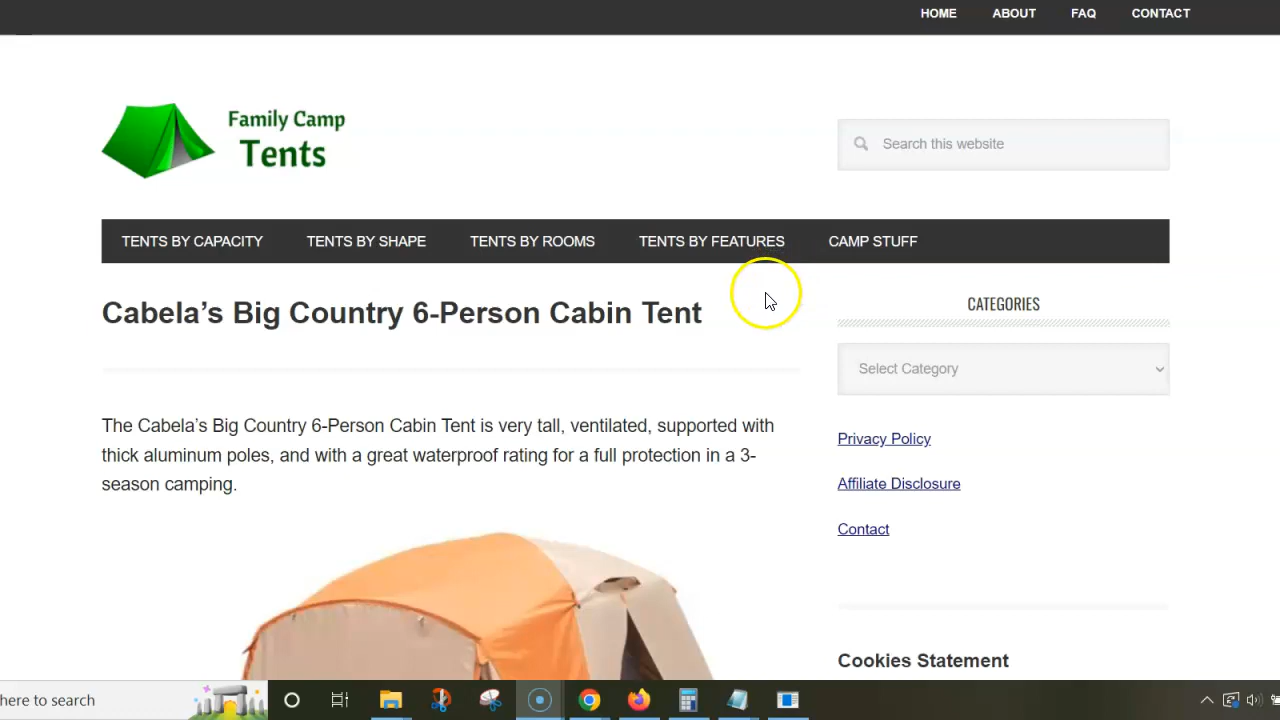 HOME ABOUT FAQ CONTACT
Family Camp
Tents
Search this website
TENTS BY CAPACITY TENTS BY SHAPE TENTS BY ROOMS TENTS BY FEATURES CAMP STUFF
Cabela’s Big Country 6-Person Cabin Tent
The Cabela’s Big Country 6-Person Cabin Tent is very tall, ventilated, supported with
thick aluminum poles, and with a great waterproof rating for a full protection in a 3-
season camping.
CATEGORIES
Select Category
Privacy Policy
Affiliate Disclosure
Contact
Cookies Statement
here to search